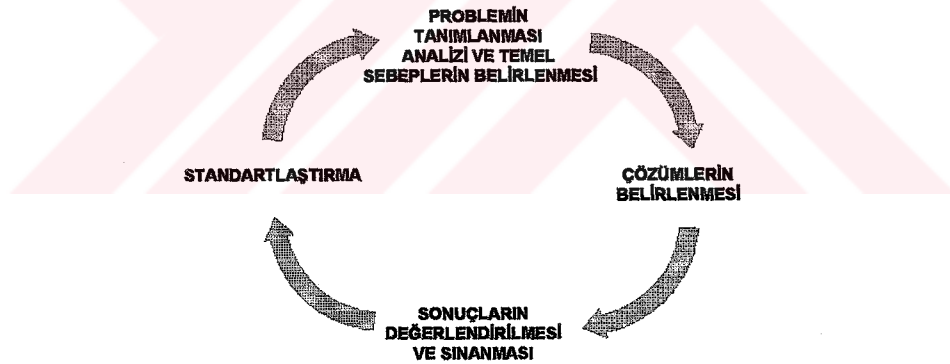 PROBLEMİN
TANIMLANMASI
ANALİZİ VE TEMEL
SEBEPLERİN BELİRLENMESİ
ÇÖZÜMLERİN
BELİRLENMESİ
SONUÇLARIN
DEĞERLENDİRİLMESİ
VE SINANMASI
STANDARTLAŞTIRMA